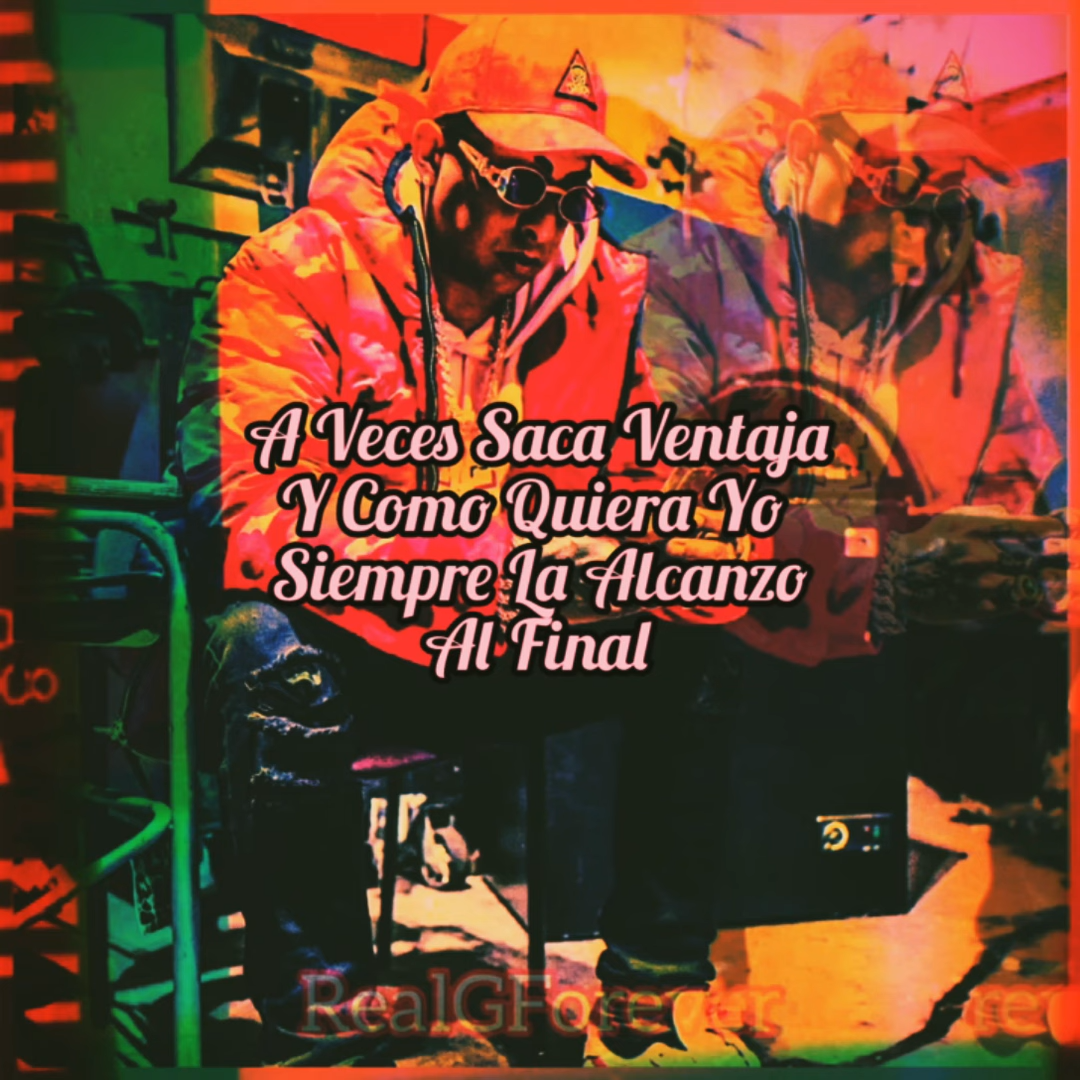 A Veces Saca Ventaja
Y Como Quiera Yo
Siempre La Alcanzo
Al Final
RealGForever